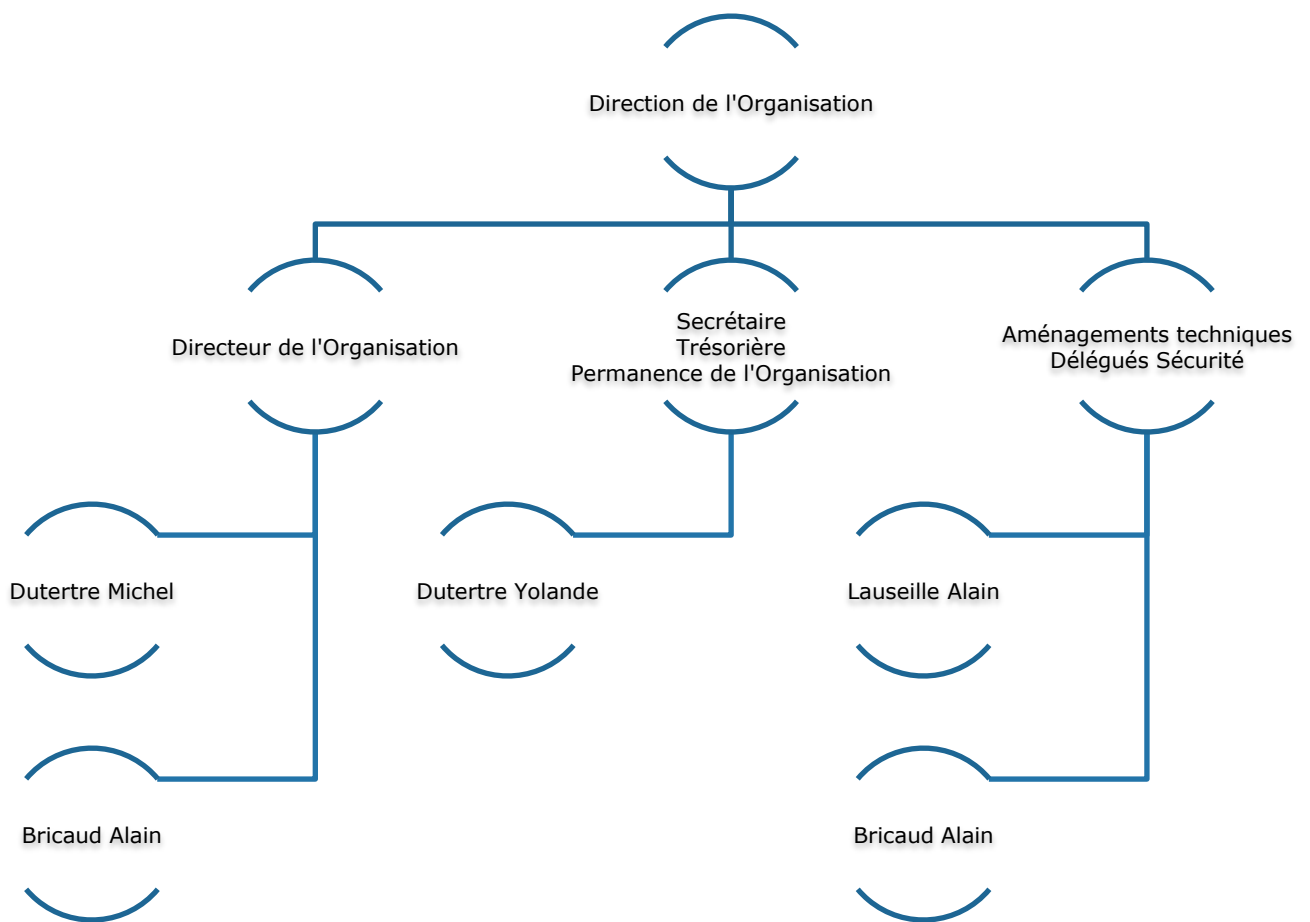 Direction de l'Organisation
Directeur de l'Organisation
Secrétaire
Trésorière
Permanence de l'Organisation
Aménagements techniques
Délégués Sécurité
Dutertre Michel
Dutertre Yolande
Lauseille Alain
Bricaud Alain
Bricaud Alain